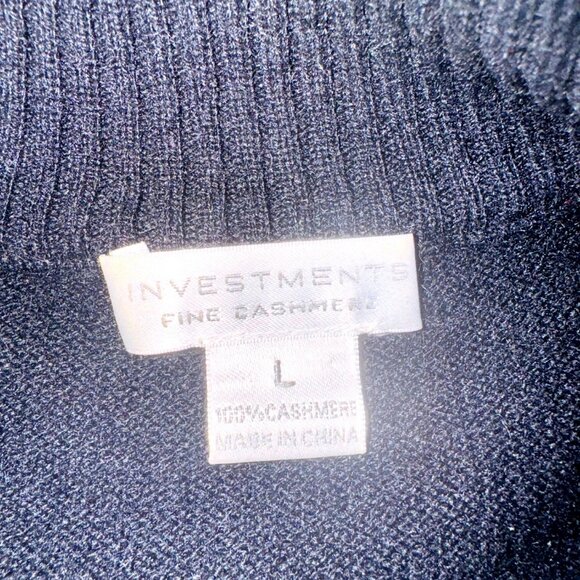 INVESTMENTS
FINE CASHMERE
L
100%CASHMERE
MADE IN CHINA